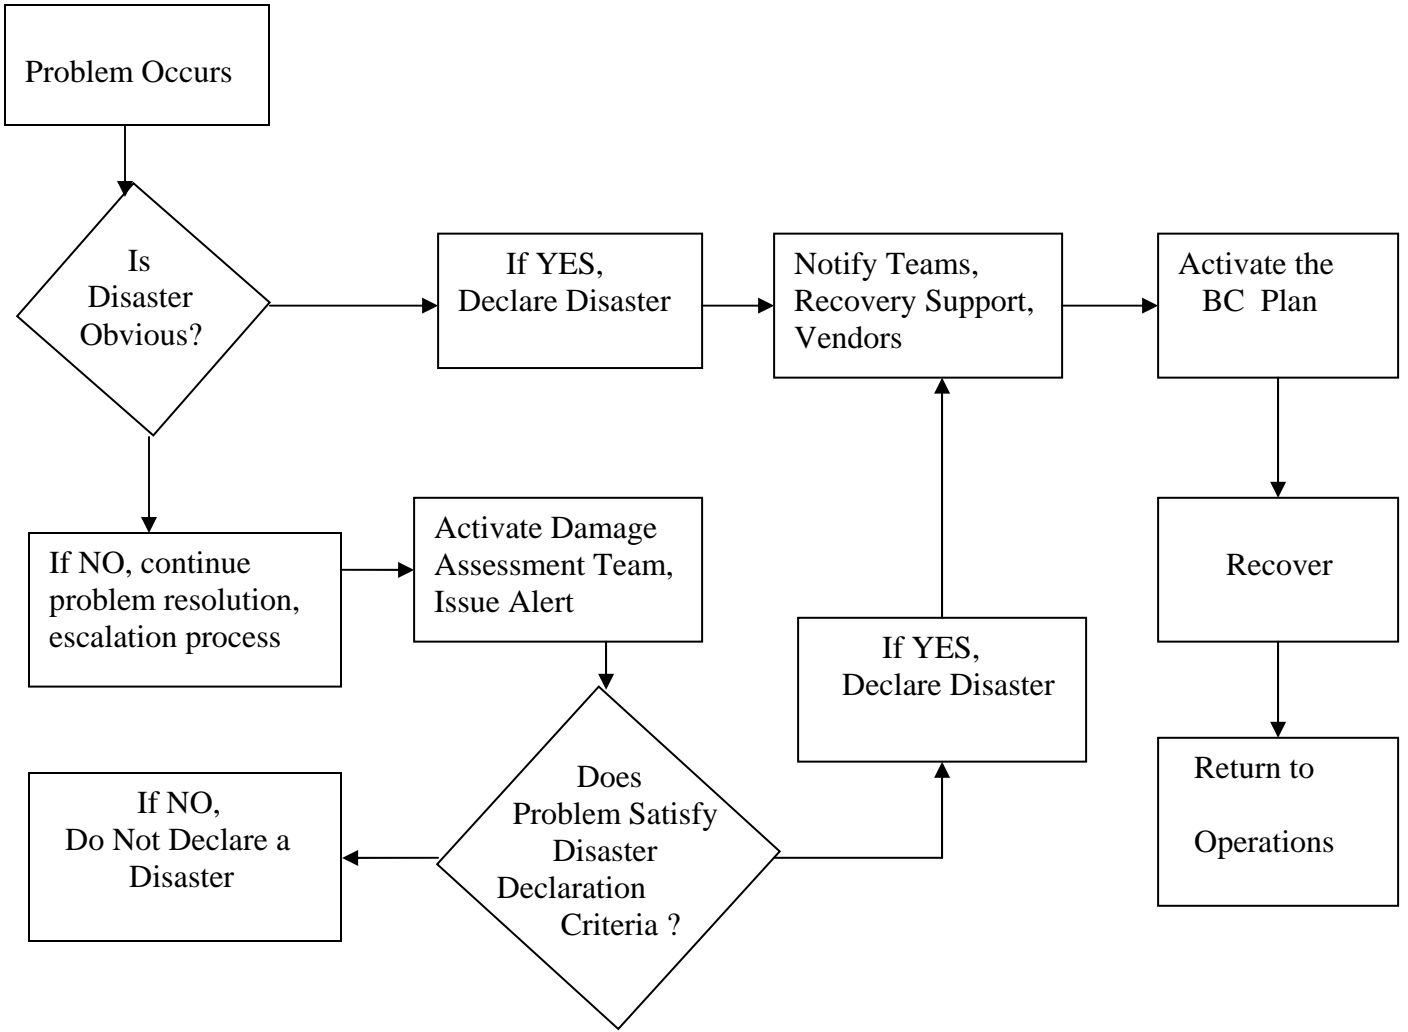 Problem Occurs
Is
Disaster
Obvious?
If YES,
Declare Disaster
Notify Teams,
Recovery Support,
Vendors
Activate the
BC Plan
If NO, continue
problem resolution,
escalation process
Activate Damage
Assessment Team,
Issue Alert
Recover
If YES,
Declare Disaster
If NO,
Do Not Declare a
Disaster
Does
Problem Satisfy
Disaster
Declaration
Criteria ?
Return to
Operations